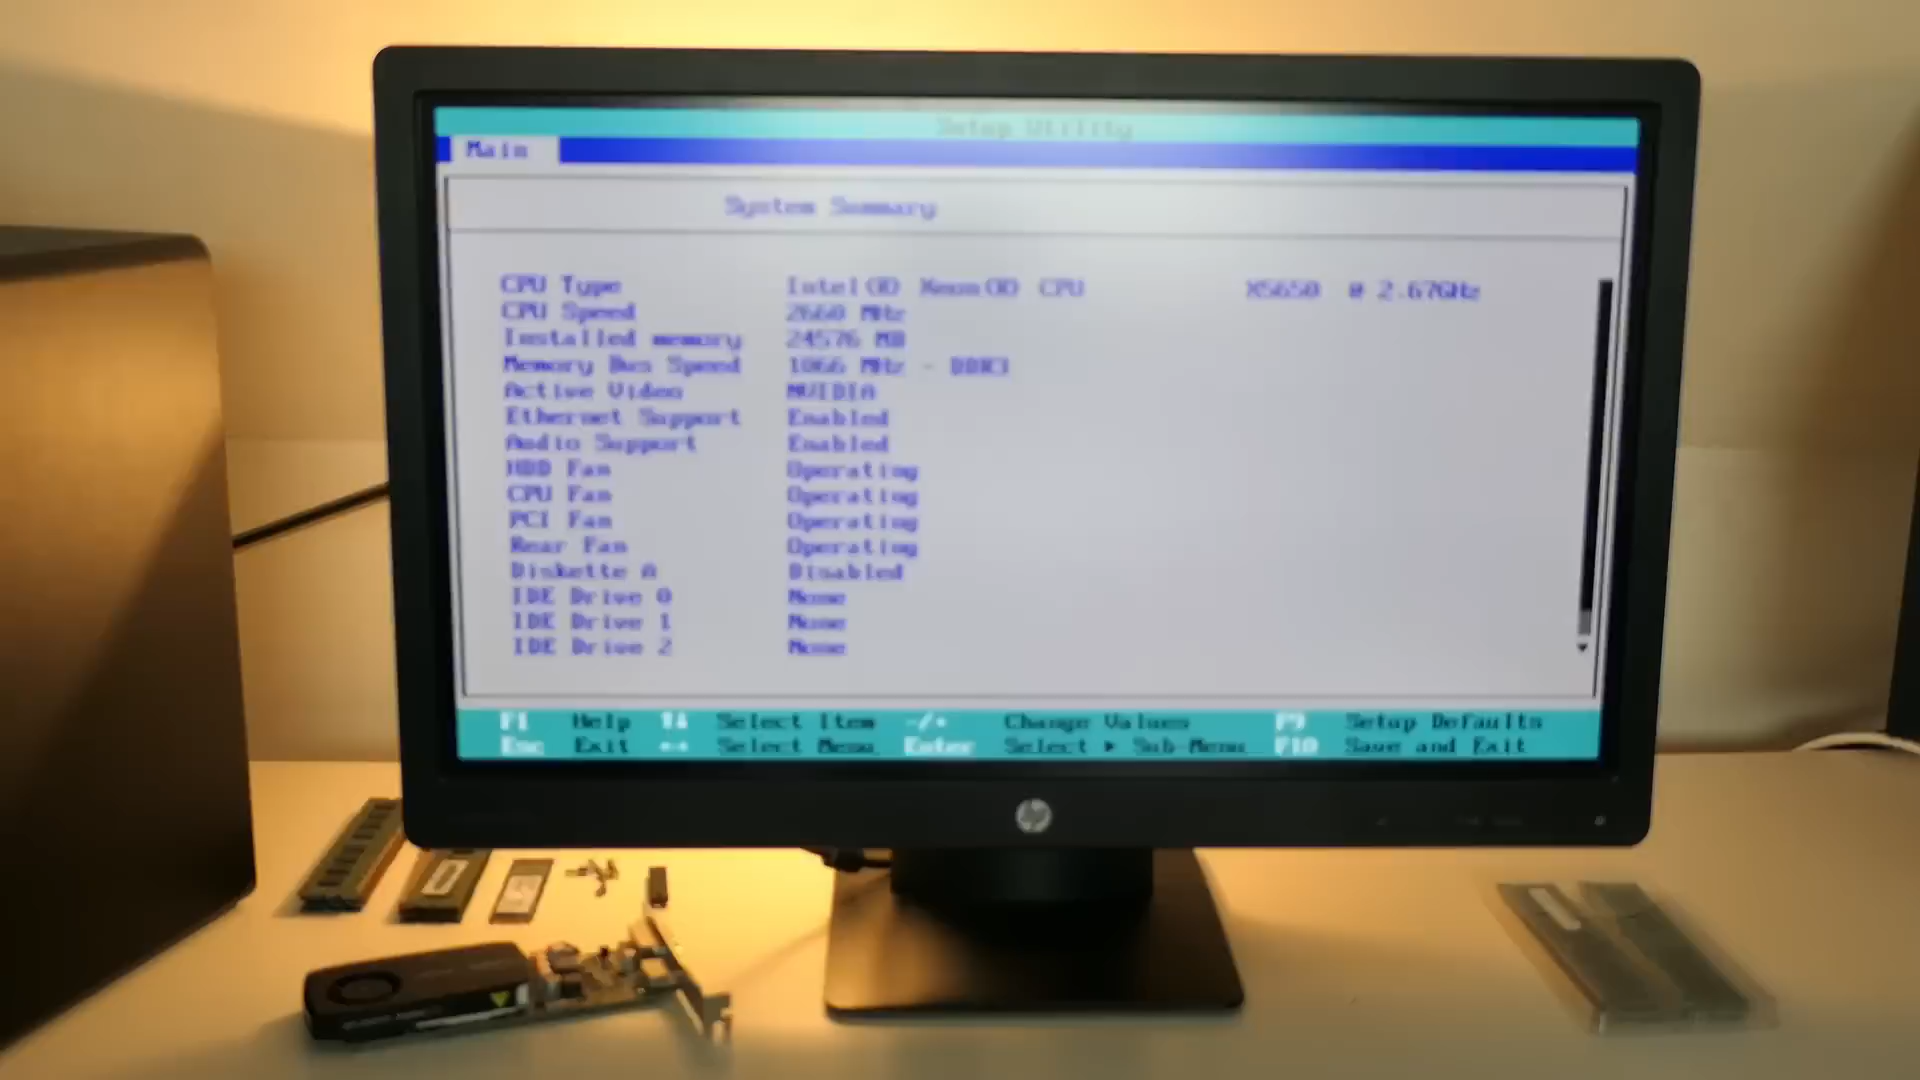 Setup Utility
Main
System Summary
CPU Type Intel(R) Xeon(R) CPU X5650 @ 2.67GHz
CPU Speed 2660 MHz
Installed memory 24576 MB
Memory Bus Speed 1066 MHz - DDR3
Active Video NVIDIA
Ethernet Support Enabled
Audio Support Enabled
HDD Fan Operating
CPU Fan Operating
PCI Fan Operating
Rear Fan Operating
Diskette A Disabled
IDE Drive 0 None
IDE Drive 1 None
IDE Drive 2 None
F1 Help ↑↓ Select Item -/+ Change Values F9 Setup Defaults
Esc Exit ←→ Select Menu Enter Select ▶ Sub-Menu F10 Save and Exit
hp